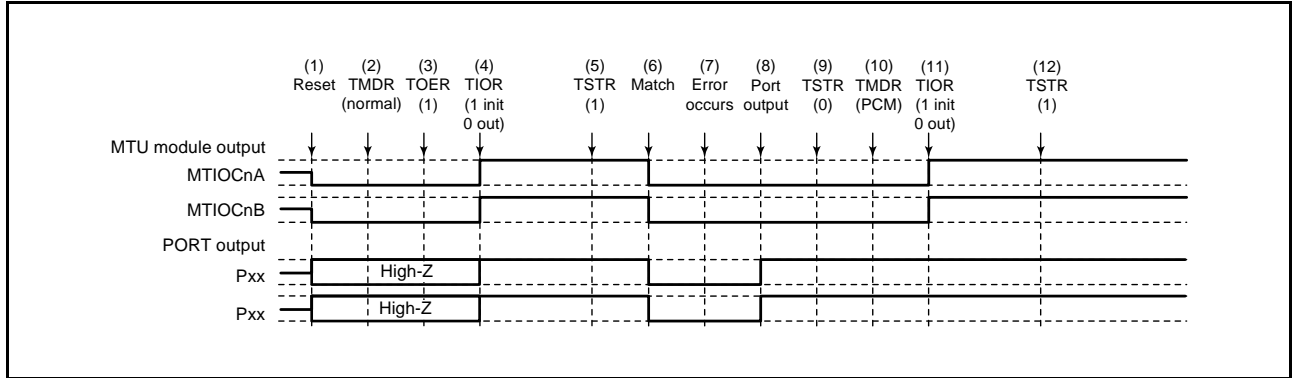 (1) (2) (3) (4) (5) (6) (7) (8) (9) (10) (11) (12)
Reset TMDR TOER TIOR TSTR Match Error Port TSTR TMDR TIOR TSTR
(normal) (1) (1 init (1) occurs output (0) (PCM) (1 init (1)
0 out) 0 out)
MTU module output
MTIOCnA
MTIOCnB
PORT output
Pxx High-Z
Pxx High-Z